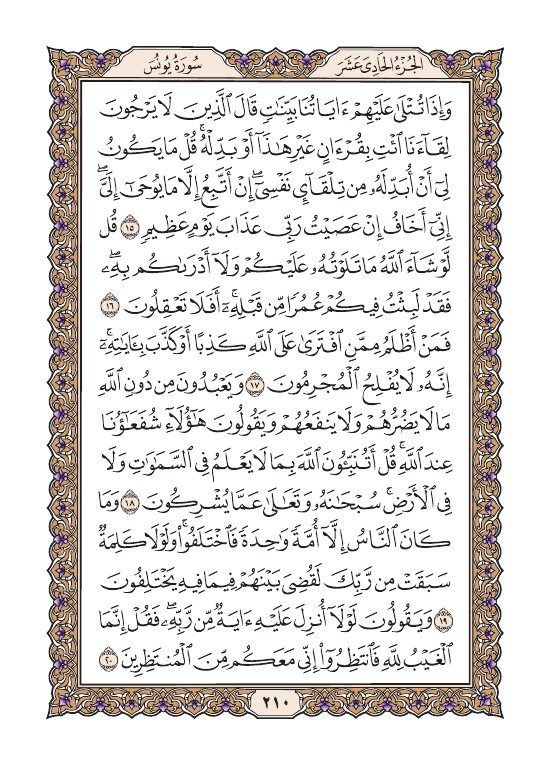 الجُزْءُ الحَادِى عَشَرَ
سُورَةُ يُونُسَ
وَإِذَا تُتْلَىٰ عَلَيْهِمْ ءَايَاتُنَا بَيِّنَٰتٖ قَالَ ٱلَّذِينَ لَا يَرْجُونَ
لِقَآءَنَا ٱئْتِ بِقُرْءَانٍ غَيْرِ هَٰذَآ أَوْ بَدِّلْهُۚ قُلْ مَا يَكُونُ
لِيٓ أَنْ أُبَدِّلَهُۥ مِن تِلْقَآيِٕ نَفْسِيٓۖ إِنْ أَتَّبِعُ إِلَّا مَا يُوحَىٰٓ إِلَيَّۖ
إِنِّيٓ أَخَافُ إِنْ عَصَيْتُ رَبِّي عَذَابَ يَوْمٍ عَظِيمٖ ١٥ قُل
لَّوْ شَآءَ ٱللَّهُ مَا تَلَوْتُهُۥ عَلَيْكُمْ وَلَآ أَدْرَىٰكُم بِهِۦۖ
فَقَدْ لَبِثْتُ فِيكُمْ عُمُرٗا مِّن قَبْلِهِۦٓۚ أَفَلَا تَعْقِلُونَ ١٦
فَمَنْ أَظْلَمُ مِمَّنِ ٱفْتَرَىٰ عَلَى ٱللَّهِ كَذِبًا أَوْ كَذَّبَ بِـَٔايَٰتِهِۦٓۚ
إِنَّهُۥ لَا يُفْلِحُ ٱلْمُجْرِمُونَ ١٧ وَيَعْبُدُونَ مِن دُونِ ٱللَّهِ
مَا لَا يَضُرُّهُمْ وَلَا يَنفَعُهُمْ وَيَقُولُونَ هَٰٓؤُلَآءِ شُفَعَٰٓؤُنَا
عِندَ ٱللَّهِۚ قُلْ أَتُنَبِّـُٔونَ ٱللَّهَ بِمَا لَا يَعْلَمُ فِي ٱلسَّمَٰوَٰتِ وَلَا
فِي ٱلْأَرْضِۚ سُبْحَٰنَهُۥ وَتَعَٰلَىٰ عَمَّا يُشْرِكُونَ ١٨ وَمَا
كَانَ ٱلنَّاسُ إِلَّآ أُمَّةٗ وَٰحِدَةٗ فَٱخْتَلَفُواْۚ وَلَوْلَا كَلِمَةٞ
سَبَقَتْ مِن رَّبِّكَ لَقُضِيَ بَيْنَهُمْ فِيمَا فِيهِ يَخْتَلِفُونَ
١٩ وَيَقُولُونَ لَوْلَآ أُنزِلَ عَلَيْهِ ءَايَةٞ مِّن رَّبِّهِۦۖ فَقُلْ إِنَّمَا
ٱلْغَيْبُ لِلَّهِ فَٱنتَظِرُوٓاْ إِنِّي مَعَكُم مِّنَ ٱلْمُنتَظِرِينَ ٢٠
٢١٠